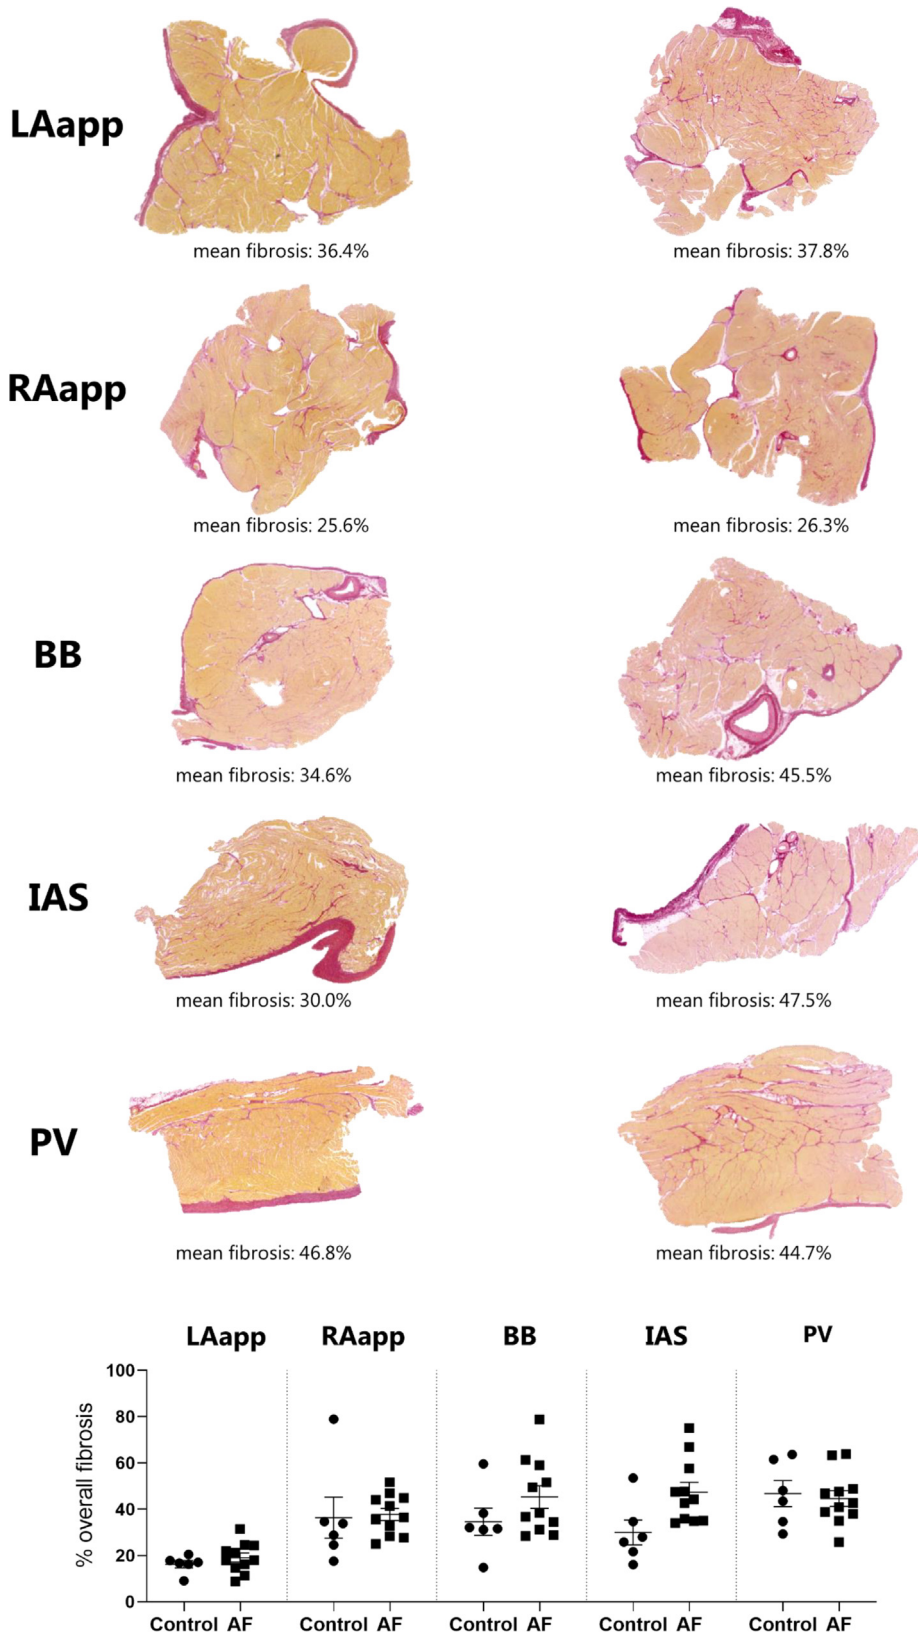 LAapp
mean fibrosis: 36.4%
mean fibrosis: 37.8%
RAapp
mean fibrosis: 25.6%
mean fibrosis: 26.3%
BB
mean fibrosis: 34.6%
mean fibrosis: 45.5%
IAS
mean fibrosis: 30.0%
mean fibrosis: 47.5%
PV
mean fibrosis: 46.8%
mean fibrosis: 44.7%
LAapp RAapp BB IAS PV
% overall fibrosis
100
80
60
40
20
0
Control AF Control AF Control AF Control AF Control AF